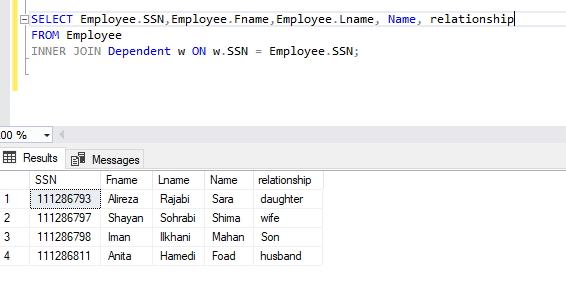 SELECT Employee.SSN,Employee.Fname,Employee.Lname, Name, relationship
FROM Employee
INNER JOIN Dependent w ON w.SSN = Employee.SSN;
00 %
Results Messages
SSN Fname Lname Name relationship
1 111286793 Alireza Rajabi Sara daughter
2 111286797 Shayan Sohrabi Shima wife
3 111286798 Iman Ilkhani Mahan Son
4 111286811 Anita Hamedi Foad husband